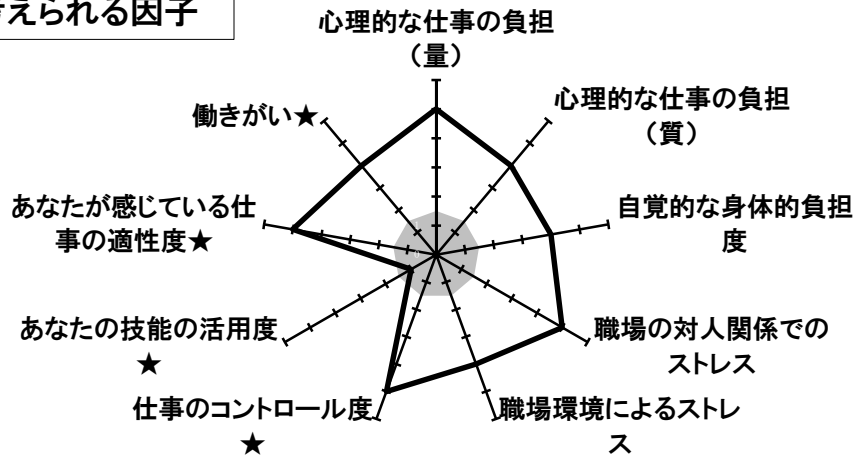 えられる因子
心理的な仕事の負担
（量）
心理的な仕事の負担
（質）
自覚的な身体的負担
度
職場の対人関係での
ストレス
職場環境によるストレ
ス
仕事のコントロール度
★
あなたの技能の活用度
★
あなたが感じている仕
事の適性度★
働きがい★